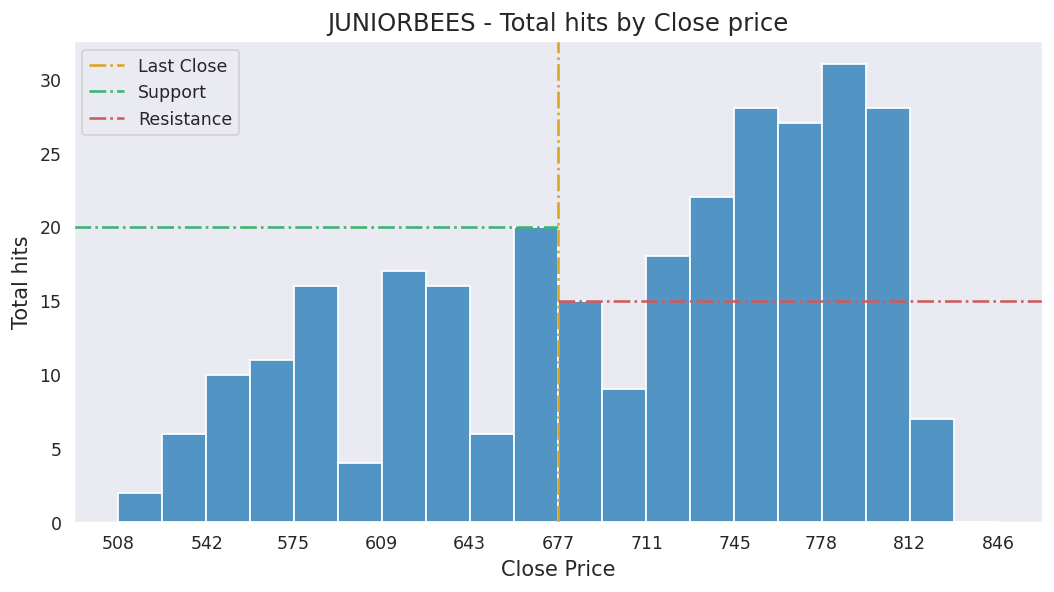 JUNIORBEES - Total hits by Close price
Last Close
Support
Resistance
30
25
20
15
10
5
0
Total hits
508 542 575 609 643 677 711 745 778 812 846
Close Price